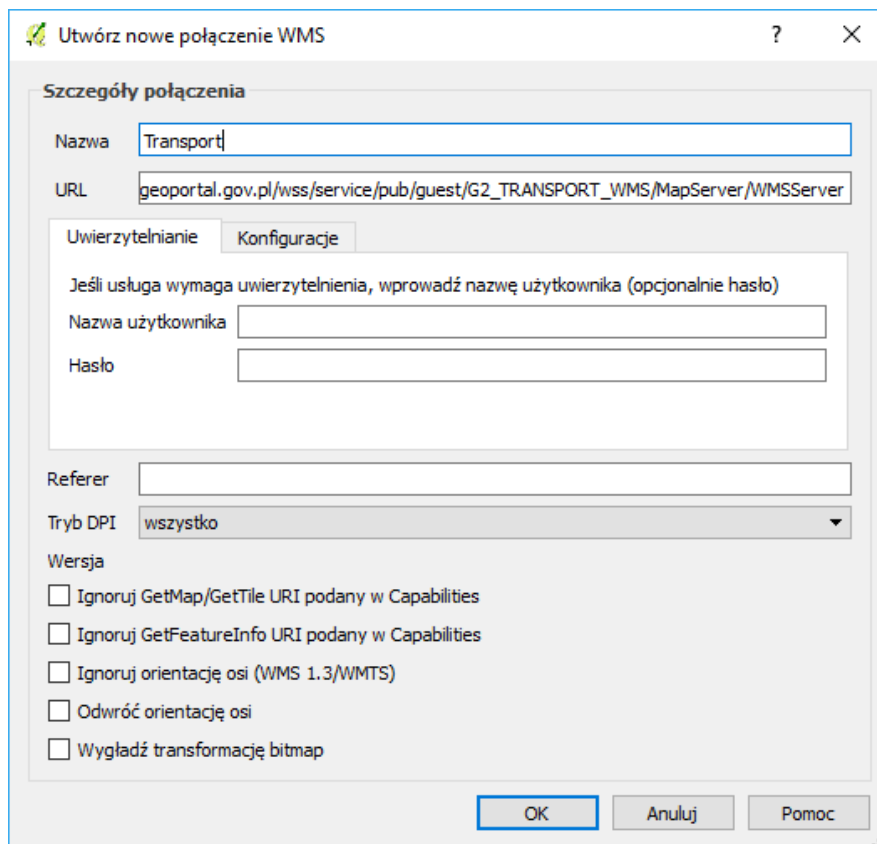 Utwórz nowe połączenie WMS
?
Szczegóły połączenia
Nazwa Transport
URL geoportal.gov.pl/wss/service/pub/guest/G2_TRANSPORT_WMS/MapServer/WMSServer
Uwierzytelnianie Konfiguracje
Jeśli usługa wymaga uwierzytelnienia, wprowadź nazwę użytkownika (opcjonalnie hasło)
Nazwa użytkownika
Hasło
Referer
Tryb DPI wszystko
Wersja
Ignoruj GetMap/GetTile URI podany w Capabilities
Ignoruj GetFeatureInfo URI podany w Capabilities
Ignoruj orientację osi (WMS 1.3/WMTS)
Odwróć orientację osi
Wygładź transformację bitmap
OK Anuluj Pomoc